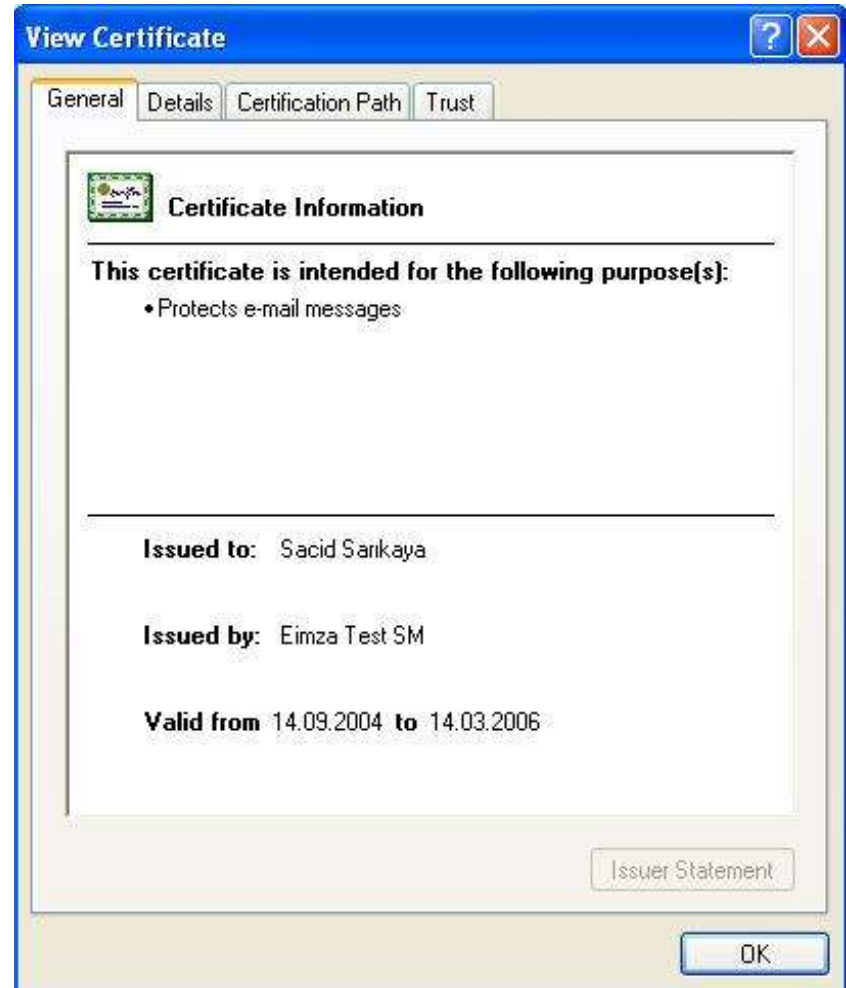 View Certificate
General Details Certification Path Trust
Certificate Information
This certificate is intended for the following purpose(s):
• Protects e-mail messages
Issued to: Sacid Sarıkaya
Issued by: Eimza Test SM
Valid from 14.09.2004 to 14.03.2006
Issuer Statement
OK